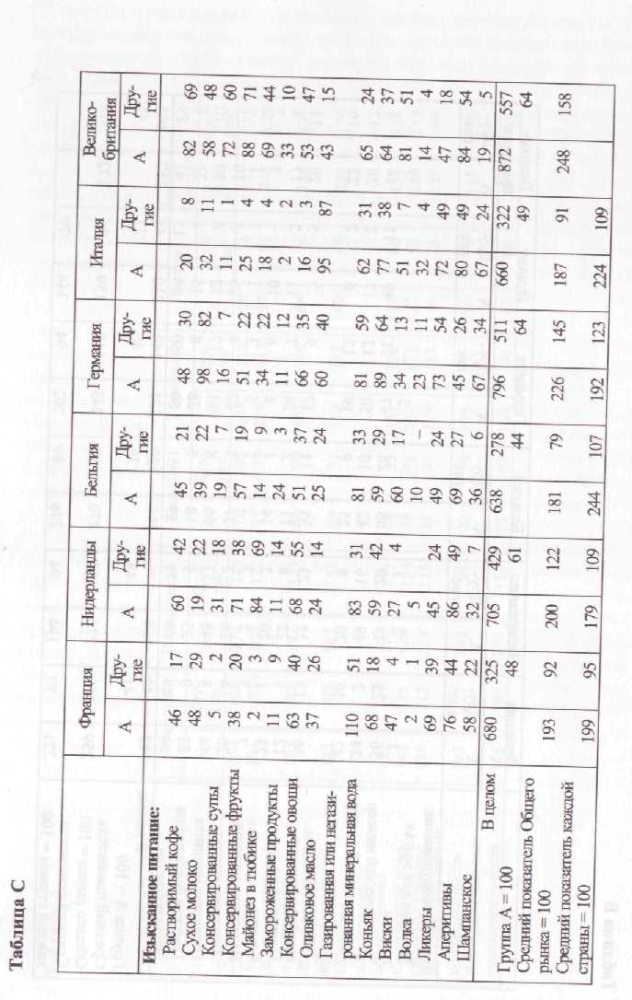 Таблица С
Франция Нидерланды Бельгия Германия Италия Велико-
британия
А Дру-
гие А Дру-
гие А Дру-
гие А Дру-
гие А Дру-
гие А Дру-
гие
Изысканное питание:
Растворимый кофе 46 17 60 42 45 21 48 30 20 8 82 69
Сухое молоко 48 29 19 22 39 22 98 82 32 11 58 48
Консервированные супы 5 2 31 18 19 7 16 7 11 1 72 60
Консервированные фрукты 38 20 71 38 57 19 51 22 25 4 88 71
Майонез в тюбике 2 3 84 69 14 9 34 22 18 4 69 44
Замороженные продукты 11 9 11 14 24 3 11 12 2 2 33 10
Консервированные овощи 63 40 68 55 51 37 66 35 16 3 53 47
Оливковое масло 37 26 24 14 25 24 60 40 95 87 43 15
Газированная или негази-
рованная минеральная вода 110 51 83 31 81 33 81 59 62 31 65 24
Коньяк 68 18 59 42 59 29 89 64 77 38 64 37
Виски 47 4 27 4 60 17 34 13 51 7 81 51
Водка 2 1 5 10 – 23 11 32 4 14 4
Ликеры 69 39 45 24 49 24 73 54 72 49 47 18
Аперитивы 76 44 86 49 69 27 45 26 80 49 84 54
Шампанское 58 22 32 7 36 6 67 34 67 24 19 5
В целом 680 325 705 429 638 278 796 511 660 322 872 557
Группа А = 100 48 61 44 64 49 64
Средний показатель Общего
рынка = 100 193 92 200 122 181 79 226 145 187 91 248 158
Средний показатель каждой
страны = 100 199 95 179 109 244 107 192 123 224 109